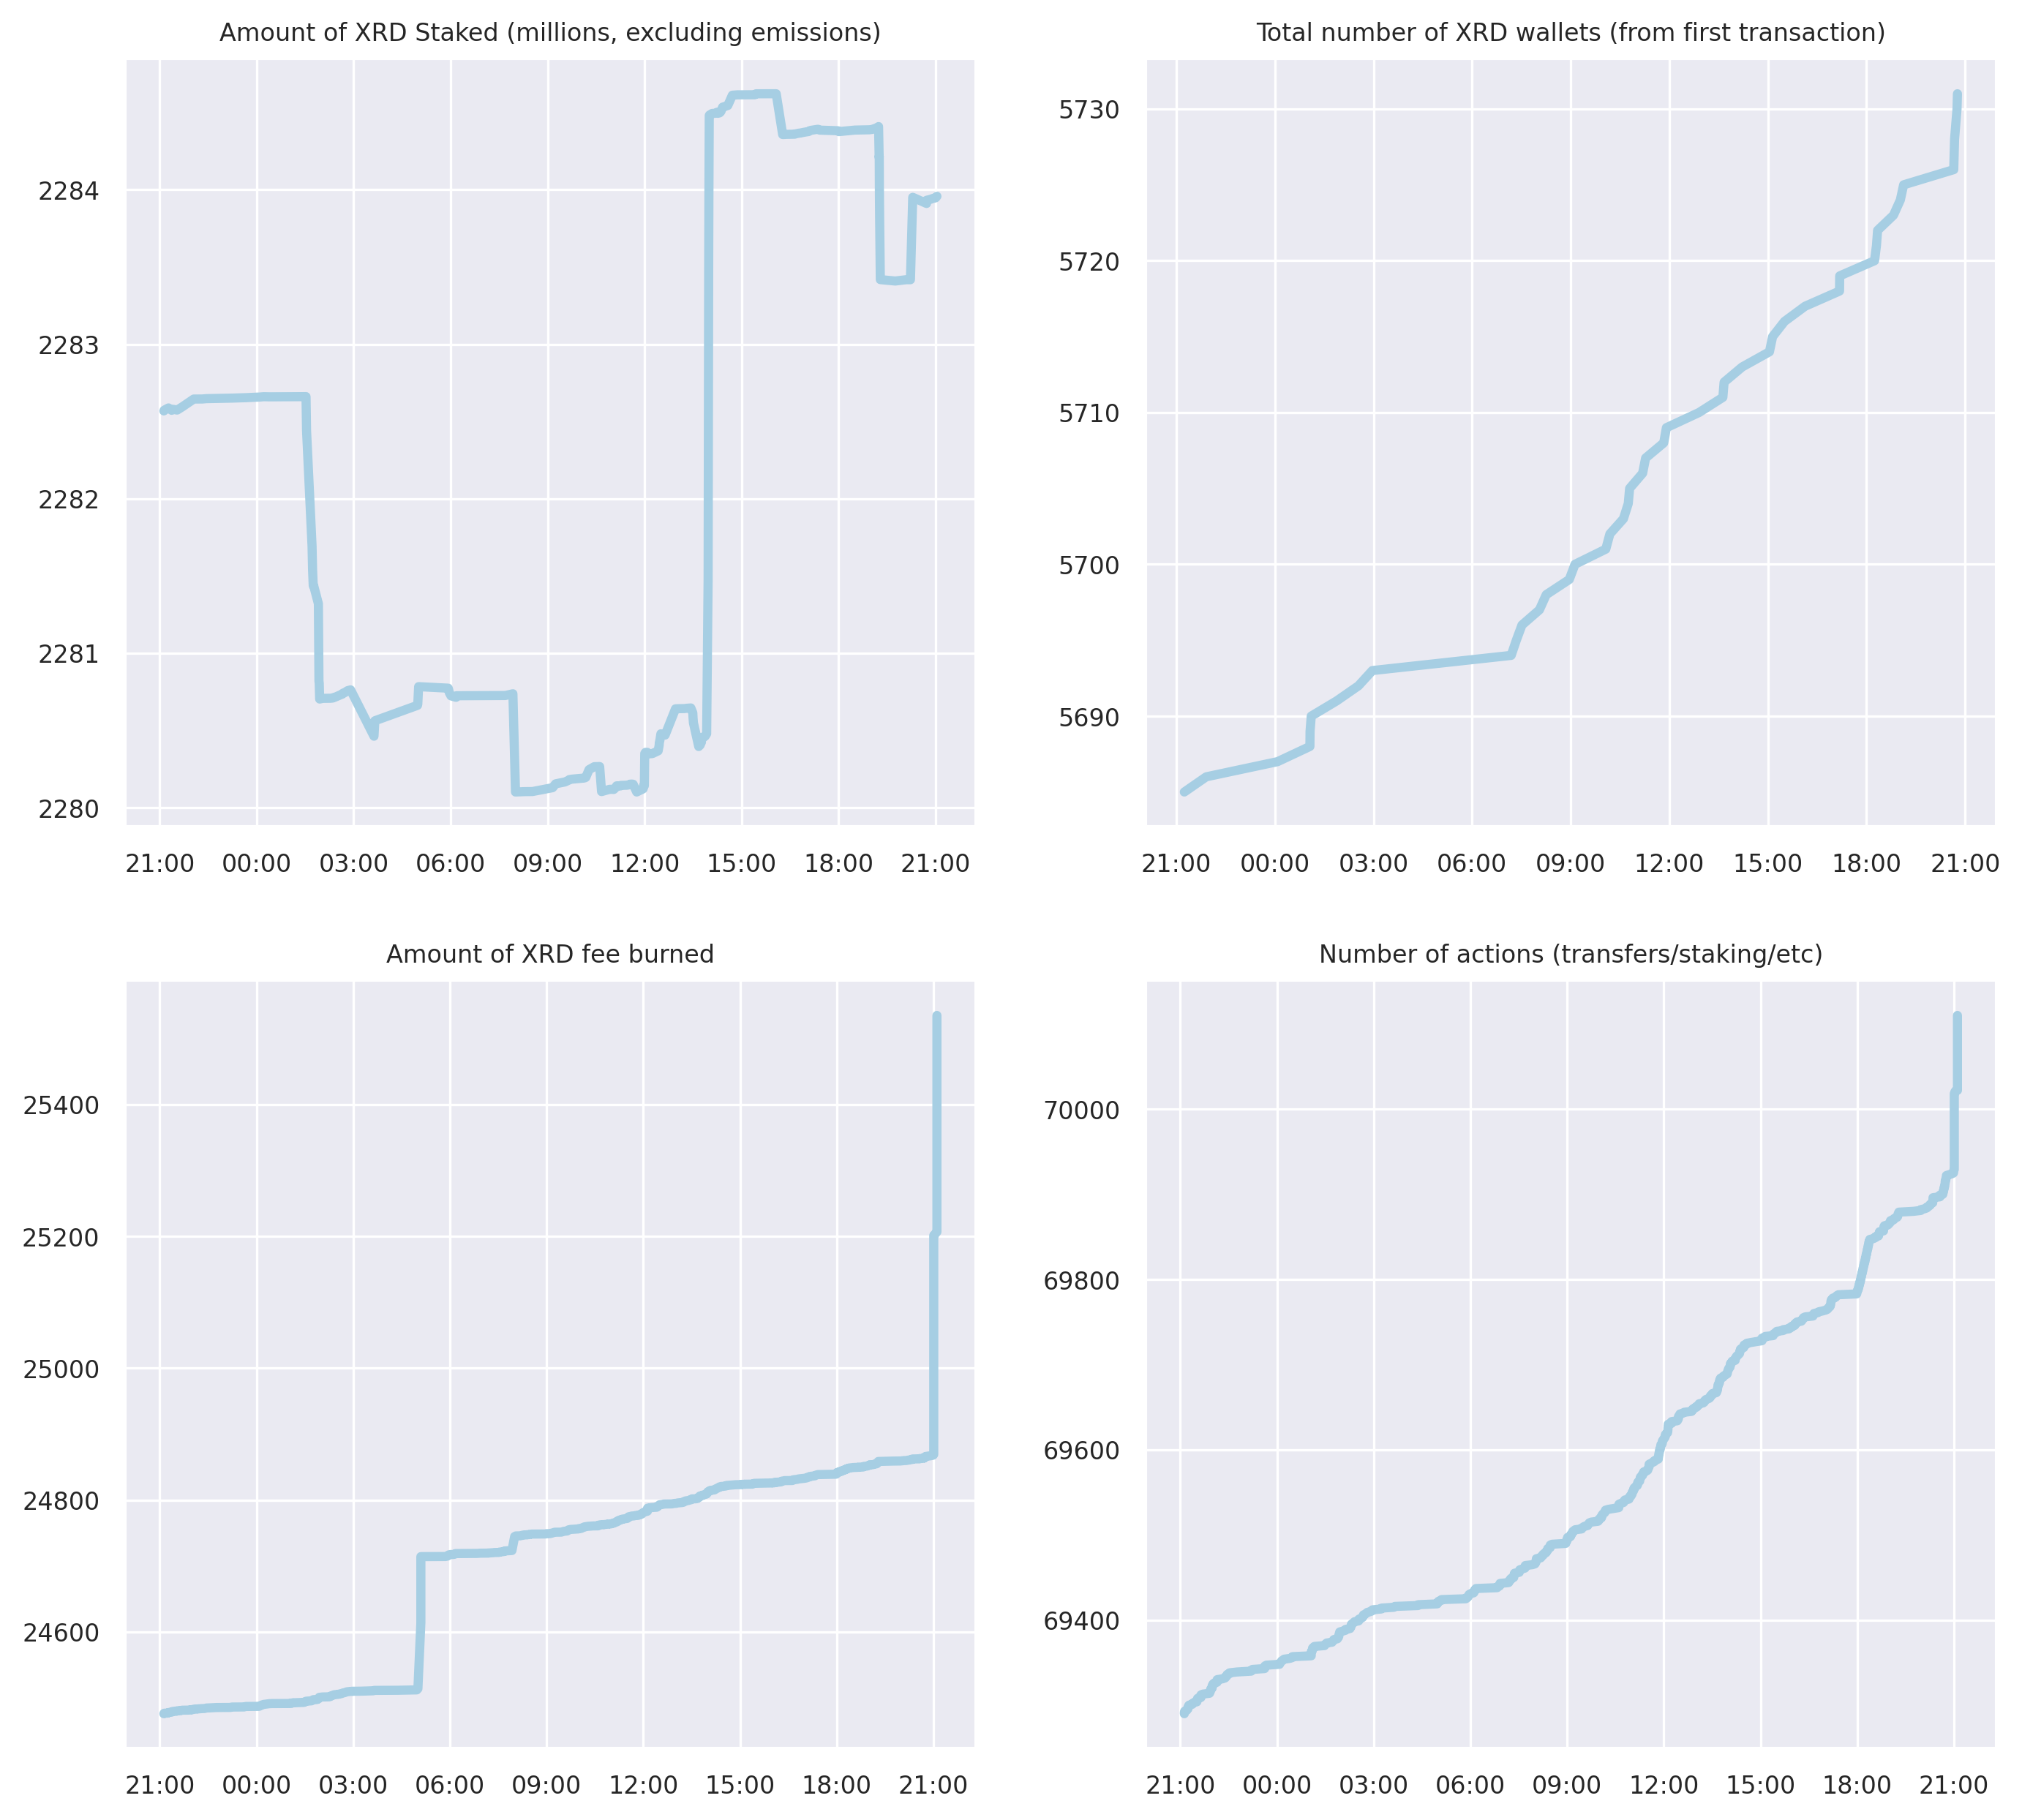 Amount of XRD Staked (millions, excluding emissions)
2284
2283
2282
2281
2280
21:00 00:00 03:00 06:00 09:00 12:00 15:00 18:00 21:00
Total number of XRD wallets (from first transaction)
5730
5720
5710
5700
5690
21:00 00:00 03:00 06:00 09:00 12:00 15:00 18:00 21:00
Amount of XRD fee burned
25400
25200
25000
24800
24600
21:00 00:00 03:00 06:00 09:00 12:00 15:00 18:00 21:00
Number of actions (transfers/staking/etc)
70000
69800
69600
69400
21:00 00:00 03:00 06:00 09:00 12:00 15:00 18:00 21:00